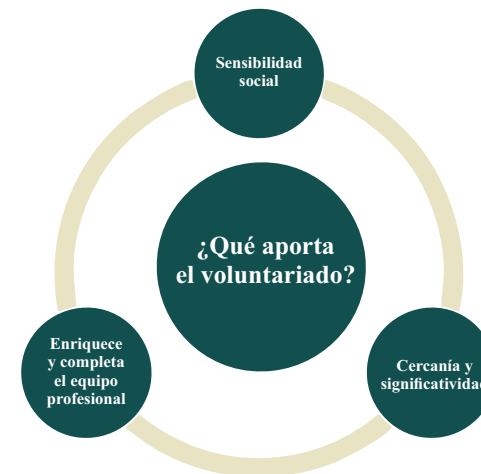 Sensibilidad
social
¿Qué aporta
el voluntariado?
Enriquece
y completa
el equipo
profesional
Cercanía y
significativida